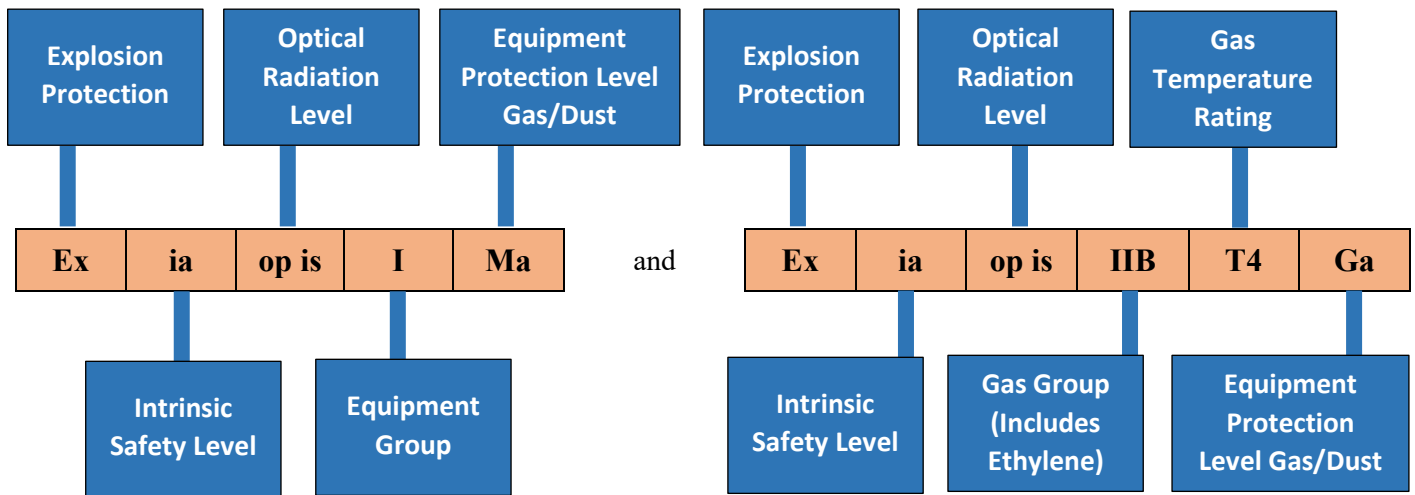 Explosion
Protection
Optical
Radiation
Level
Equipment
Protection Level
Gas/Dust
Explosion
Protection
Optical
Radiation
Level
Gas
Temperature
Rating
Ex ia op is I Ma and Ex ia op is IIB T4 Ga
Intrinsic
Safety Level
Equipment
Group
Intrinsic
Safety Level
Gas Group
(Includes
Ethylene)
Equipment
Protection
Level Gas/Dust